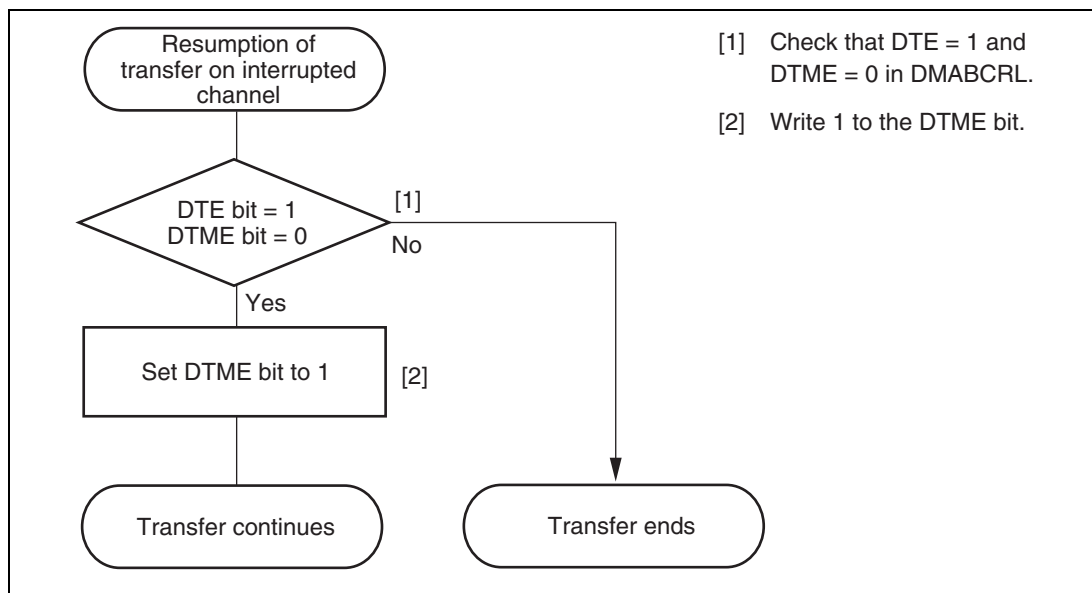 Resumption of
transfer on interrupted
channel
[1] Check that DTE = 1 and
DTME = 0 in DMABCRL.
[2] Write 1 to the DTME bit.
DTE bit = 1
DTME bit = 0
[1]
No
Yes
Set DTME bit to 1
[2]
Transfer continues
Transfer ends